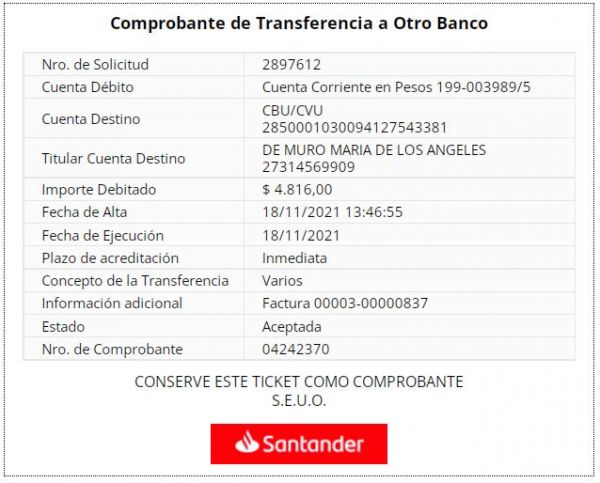 Comprobante de Transferencia a Otro Banco
Nro. de Solicitud 2897612
Cuenta Débito Cuenta Corriente en Pesos 199-003989/5
Cuenta Destino CBU/CVU
2850001030094127543381
Titular Cuenta Destino DE MURO MARIA DE LOS ANGELES
27314569909
Importe Debitado $ 4.816,00
Fecha de Alta 18/11/2021 13:46:55
Fecha de Ejecución 18/11/2021
Plazo de acreditación Inmediata
Concepto de la Transferencia Varios
Información adicional Factura 00003-00000837
Estado Aceptada
Nro. de Comprobante 04242370
CONSERVE ESTE TICKET COMO COMPROBANTE
S.E.U.O.
Santander